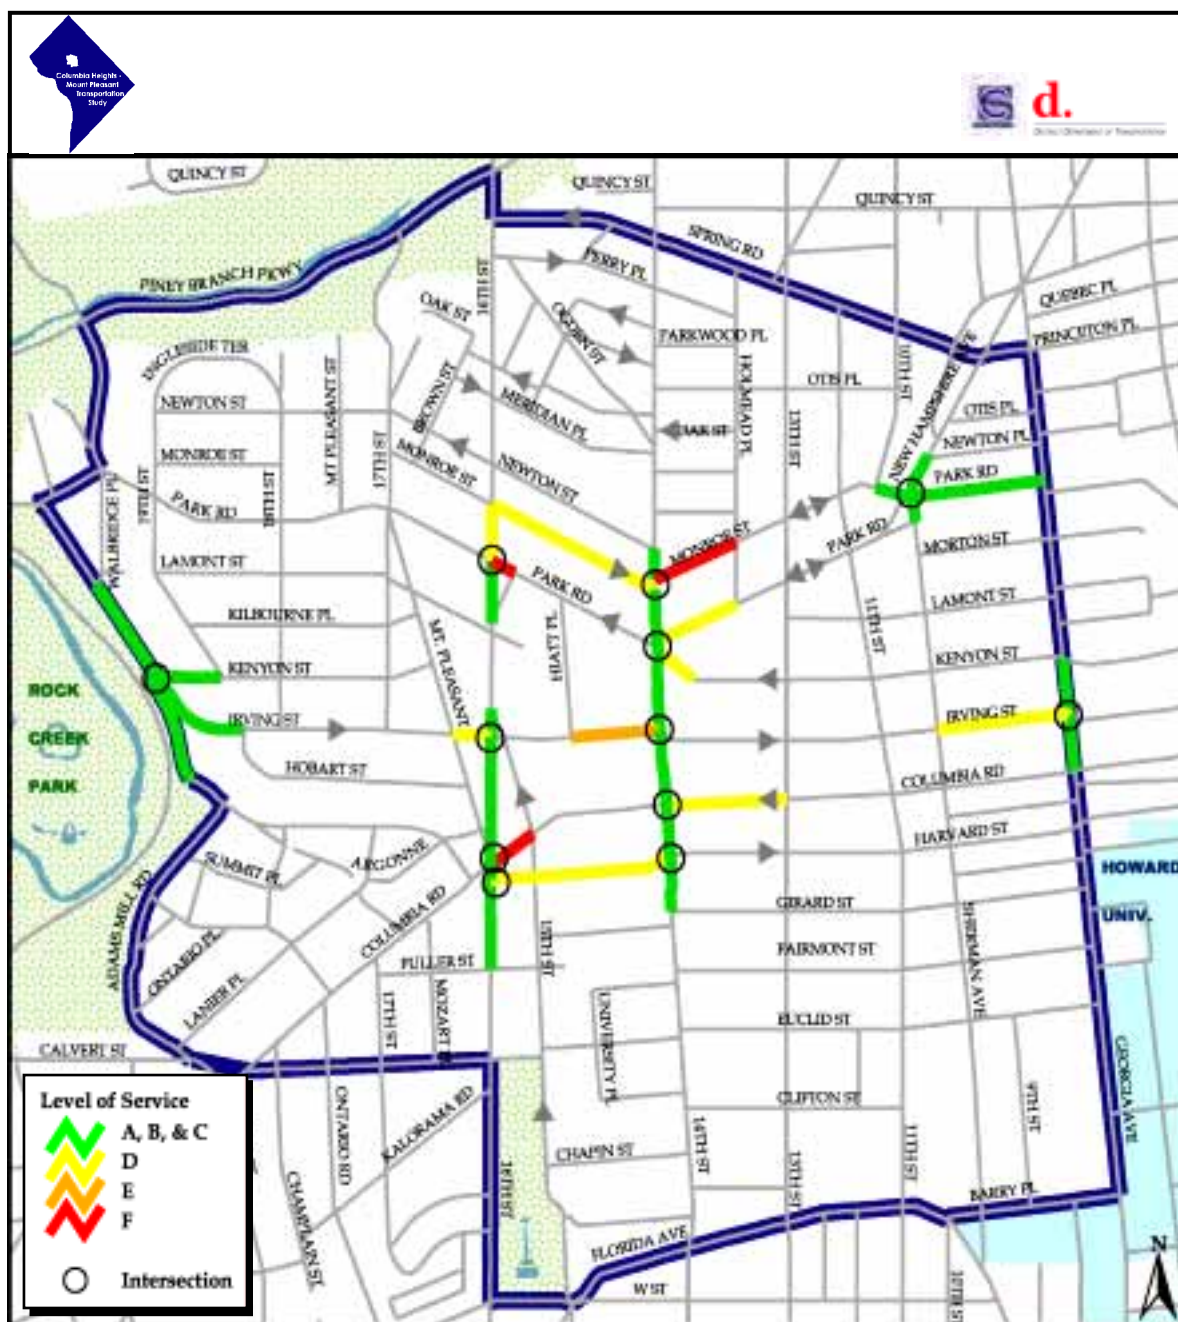 Columbia Heights -
Mount Pleasant
Transportation
Study
d.
QUINCY ST
QUINCY ST
QUINCY ST
SPRING RD
PERRY PL
PINEY BRANCH PKWY
16TH ST
QUEBEC PL
PRINCETON PL
OAK ST
OGDEN ST
PARKWOOD PL
INGLESIDE TER
10TH ST
NEW HAMPSHIRE AVE
HOLMEAD PL
OTIS PL
MT PLEASANT ST
BROWN ST
NEWTON ST
MERIDIAN PL
OTIS PL
OAK ST
13TH ST
NEWTON PL
17TH ST
MONROE ST
MONROE ST
NEWTON ST
PARK RD
WALBRIDGE PL
19TH ST
18TH ST
PARK RD
MONROE ST
PARK RD
MORTON ST
LAMONT ST
PARK RD
LAMONT ST
KILBOURNE PL
HIATT PL
11TH ST
MT. PLEASANT
KENYON ST
KENYON ST
ROCK
CREEK
PARK
IRVING ST
IRVING ST
HOBART ST
COLUMBIA RD
HARVARD ST
SUMMIT PL
ARGONNE
HOWARD
UNIV.
ADAMS MILL RD
COLUMBIA RD
GIRARD ST
SHERMAN AVE
ONTARIO PL
15TH ST
FAIRMONT ST
FULLER ST
LANIER PL
17TH ST
MOZART
UNIVERSITY PL
EUCLID ST
CALVERT ST
GEORGIA AVE
Level of Service
A, B, & C
D
E
F
Intersection
ONTARIO RD
KALORAMA RD
CLIFTON ST
9TH ST
CHAPIN ST
14TH ST
11TH ST
CHAMPLAIN ST
16TH ST
13TH ST
BARRY PL
FLORIDA AVE
W ST
10TH ST
N